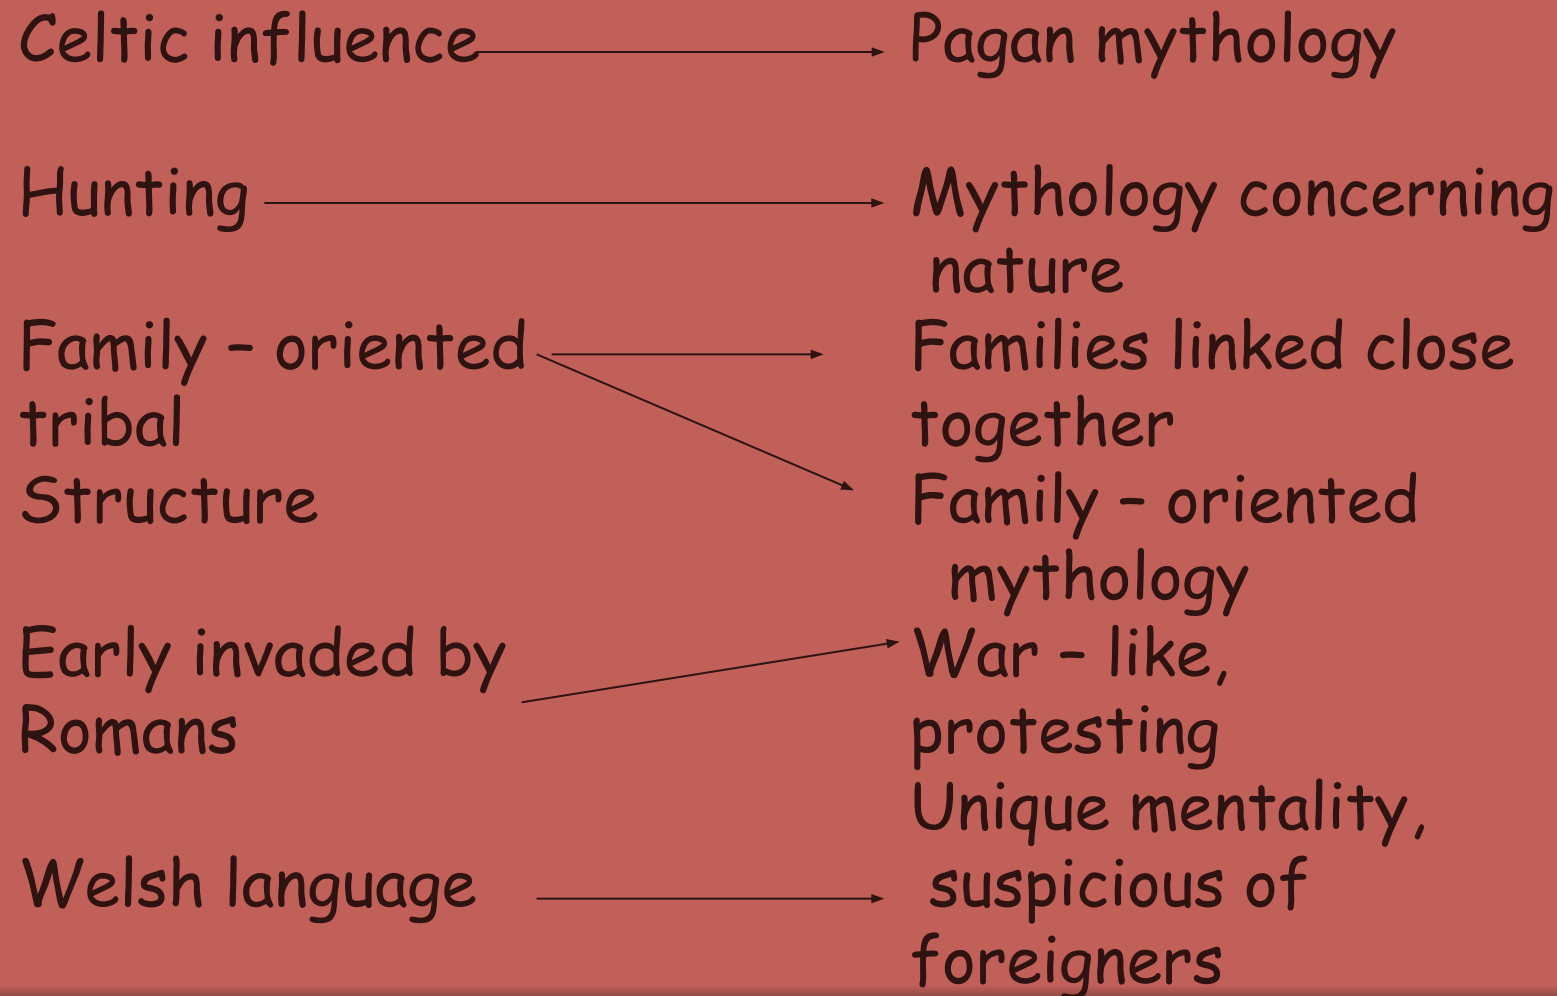 Celtic influence
Pagan mythology
Hunting
Mythology concerning
nature
Family – oriented
tribal
Structure
Families linked close
together
Family – oriented
mythology
Early invaded by
Romans
War – like,
protesting
Welsh language
Unique mentality,
suspicious of
foreigners